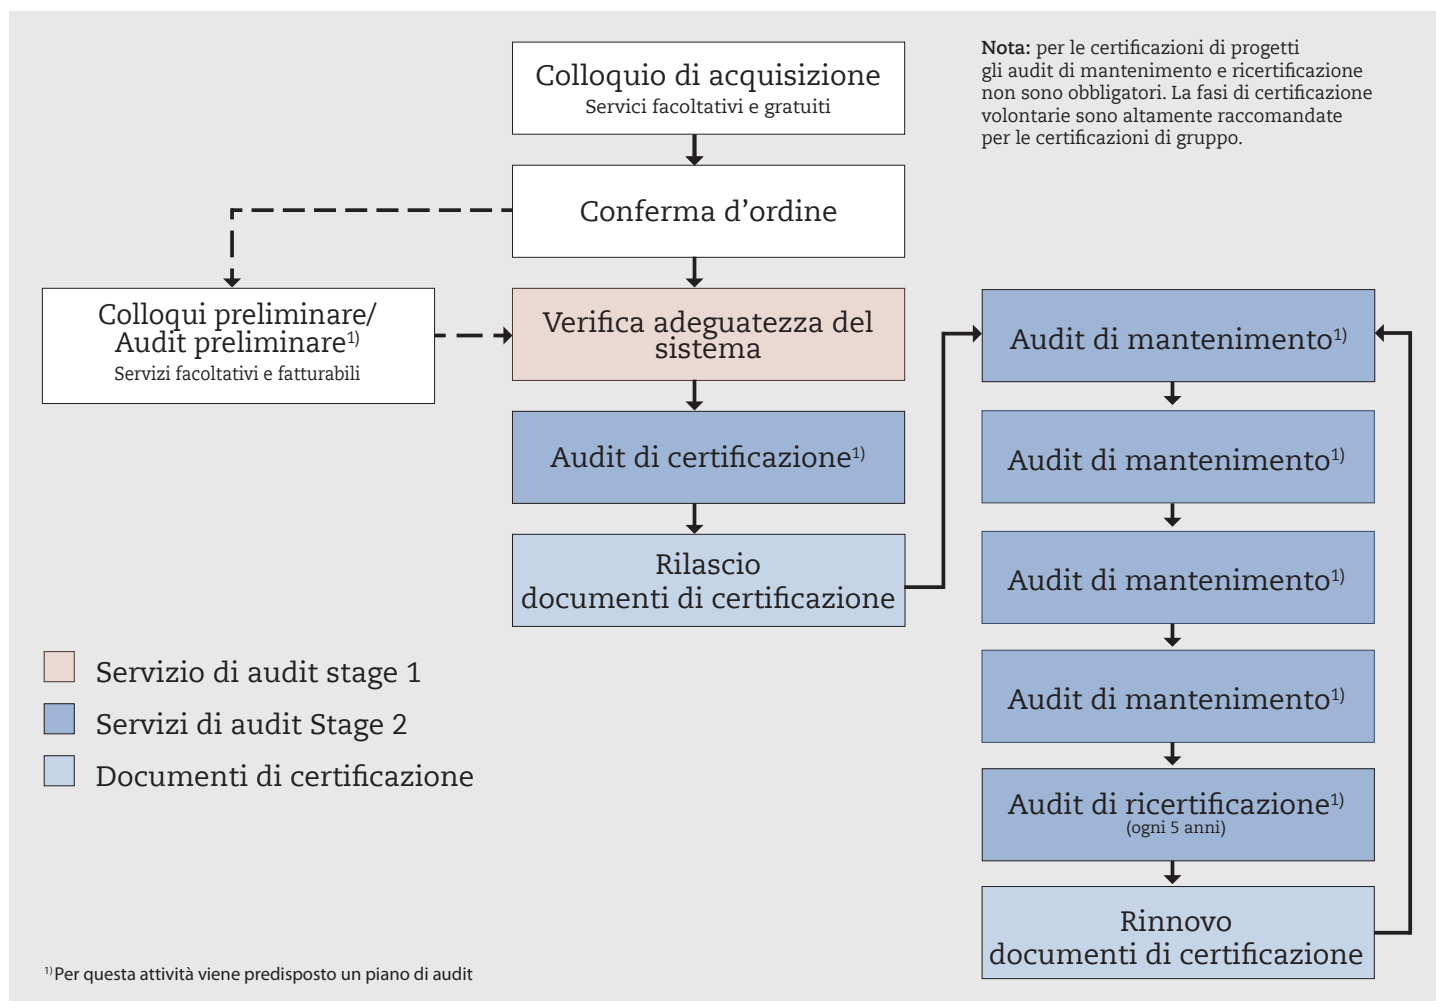 Colloquio di acquisizione
Servici facoltativi e gratuiti
Nota: per le certificazioni di progetti
gli audit di mantenimento e ricertificazione
non sono obbligatori. La fasi di certificazione
volontarie sono altamente raccomandate
per le certificazioni di gruppo.
Conferma d’ordine
Colloqui preliminare/
Audit preliminare1)
Servizi facoltativi e fatturabili
Verifica adeguatezza del
sistema
Audit di certificazione1)
Rilascio
documenti di certificazione
Audit di mantenimento1)
Audit di mantenimento1)
Audit di mantenimento1)
Audit di mantenimento1)
Audit di ricertificazione1)
(ogni 5 anni)
Rinnovo
documenti di certificazione
Servizio di audit stage 1
Servizi di audit Stage 2
Documenti di certificazione
1) Per questa attività viene predisposto un piano di audit